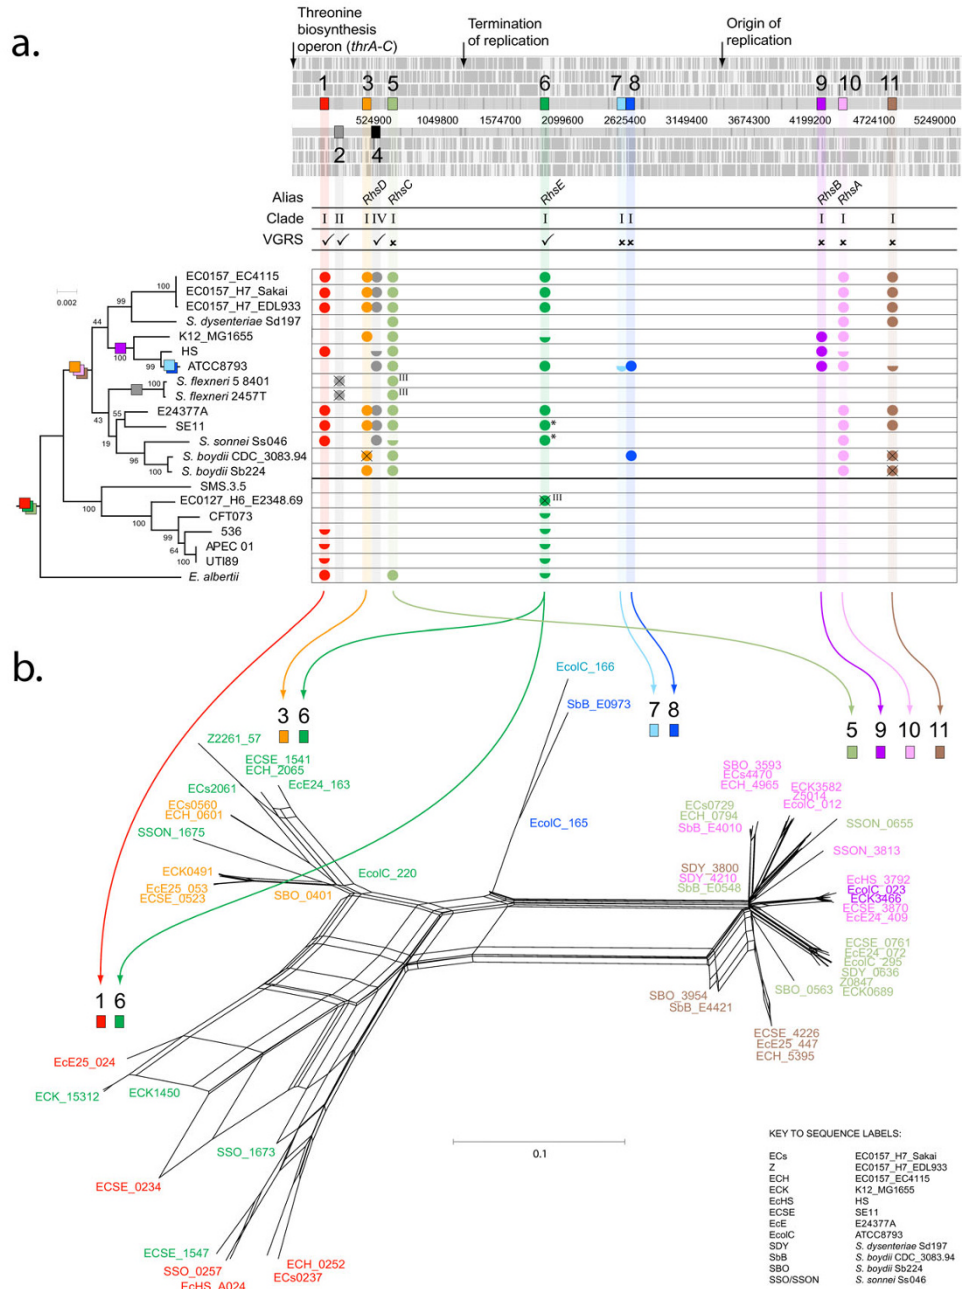 a.
Threonine
biosynthesis
operon (thrA-C)
Termination
of replication
Origin of
replication
1 3 5 6 7 8 9 10 11
524900 1049800 1574700 2099600 2625400 3149400 3674300 4199200 4724100 5249000
2 4
Alias RhsD RhsC RhsE RhsB RhsA
Clade I II I IV I I I I I I I
VGRS ✓ ✓ ✓ x ✓ x x x x x
0.002
EC0157_EC4115
EC0157_H7_Sakai
EC0157_H7_EDL933
S. dysenteriae Sd197
K12_MG1655
HS
ATCC8793
S. flexneri 5 8401 III
S. flexneri 2457T III
E24377A
SE11 *
S. sonnei Ss046 *
S. boydii CDC_3083.94
S. boydii Sb224
SMS.3.5
EC0127_H6_E2348.69 III
CFT073
536
APEC 01
UTI89
E. albertii
100
99
44
100
99
100
43
55
19
96
100
100
100
99
64
100
b.
3 6
7 8
5 9 10 11
1 6
EcolC_166
SbB_E0973
EcolC_165
Z2261_57
ECSE_1541
ECH_2065
EcE24_163
ECs2061
ECs0560
ECH_0601
SSON_1675
ECK0491
EcE25_053
ECSE_0523
SBO_0401
EcolC_220
SBO_3593
ECs4470
ECH_4965
ECK3582
Z5014
EcolC_012
ECs0729
ECH_0794
SbB_E4010
SSON_0655
SSON_3813
SDY_3800
SDY_4210
SbB_E0548
EcHS_3792
EcolC_023
ECK3466
ECSE_3870
EcE24_409
ECSE_0761
EcE24_072
EcolC_295
SDY_0636
Z0847
ECK0689
SBO_0563
SBO_3954
SbB_E4421
ECSE_4226
EcE25_447
ECH_5395
EcE25_024
ECK_15312
ECK1450
SSO_1673
ECSE_0234
ECSE_1547
SSO_0257
EcHS_A024
ECH_0252
ECs0237
0.1
KEY TO SEQUENCE LABELS:
ECs EC0157_H7_Sakai
Z EC0157_H7_EDL933
ECH EC0157_EC4115
ECK K12_MG1655
EcHS HS
ECSE SE11
EcE E24377A
EcolC ATCC8793
SDY S. dysenteriae Sd197
SbB S. boydii CDC_3083.94
SBO S. boydii Sb224
SSO/SSON S. sonnei Ss046